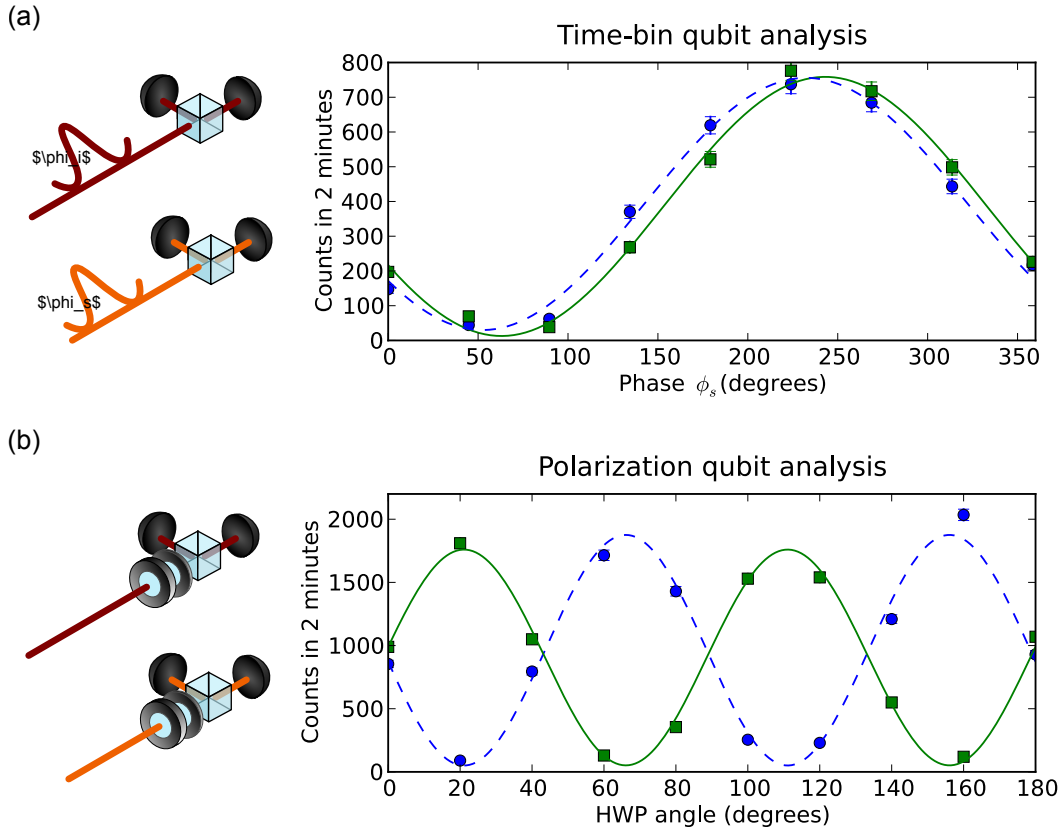 (a)
Time-bin qubit analysis
$\phi_i$
$\phi_s$
Counts in 2 minutes
800
700
600
500
400
300
200
100
0
0 50 100 150 200 250 300 350
Phase ϕₛ (degrees)
(b)
Polarization qubit analysis
Counts in 2 minutes
2000
1500
1000
500
0
0 20 40 60 80 100 120 140 160 180
HWP angle (degrees)